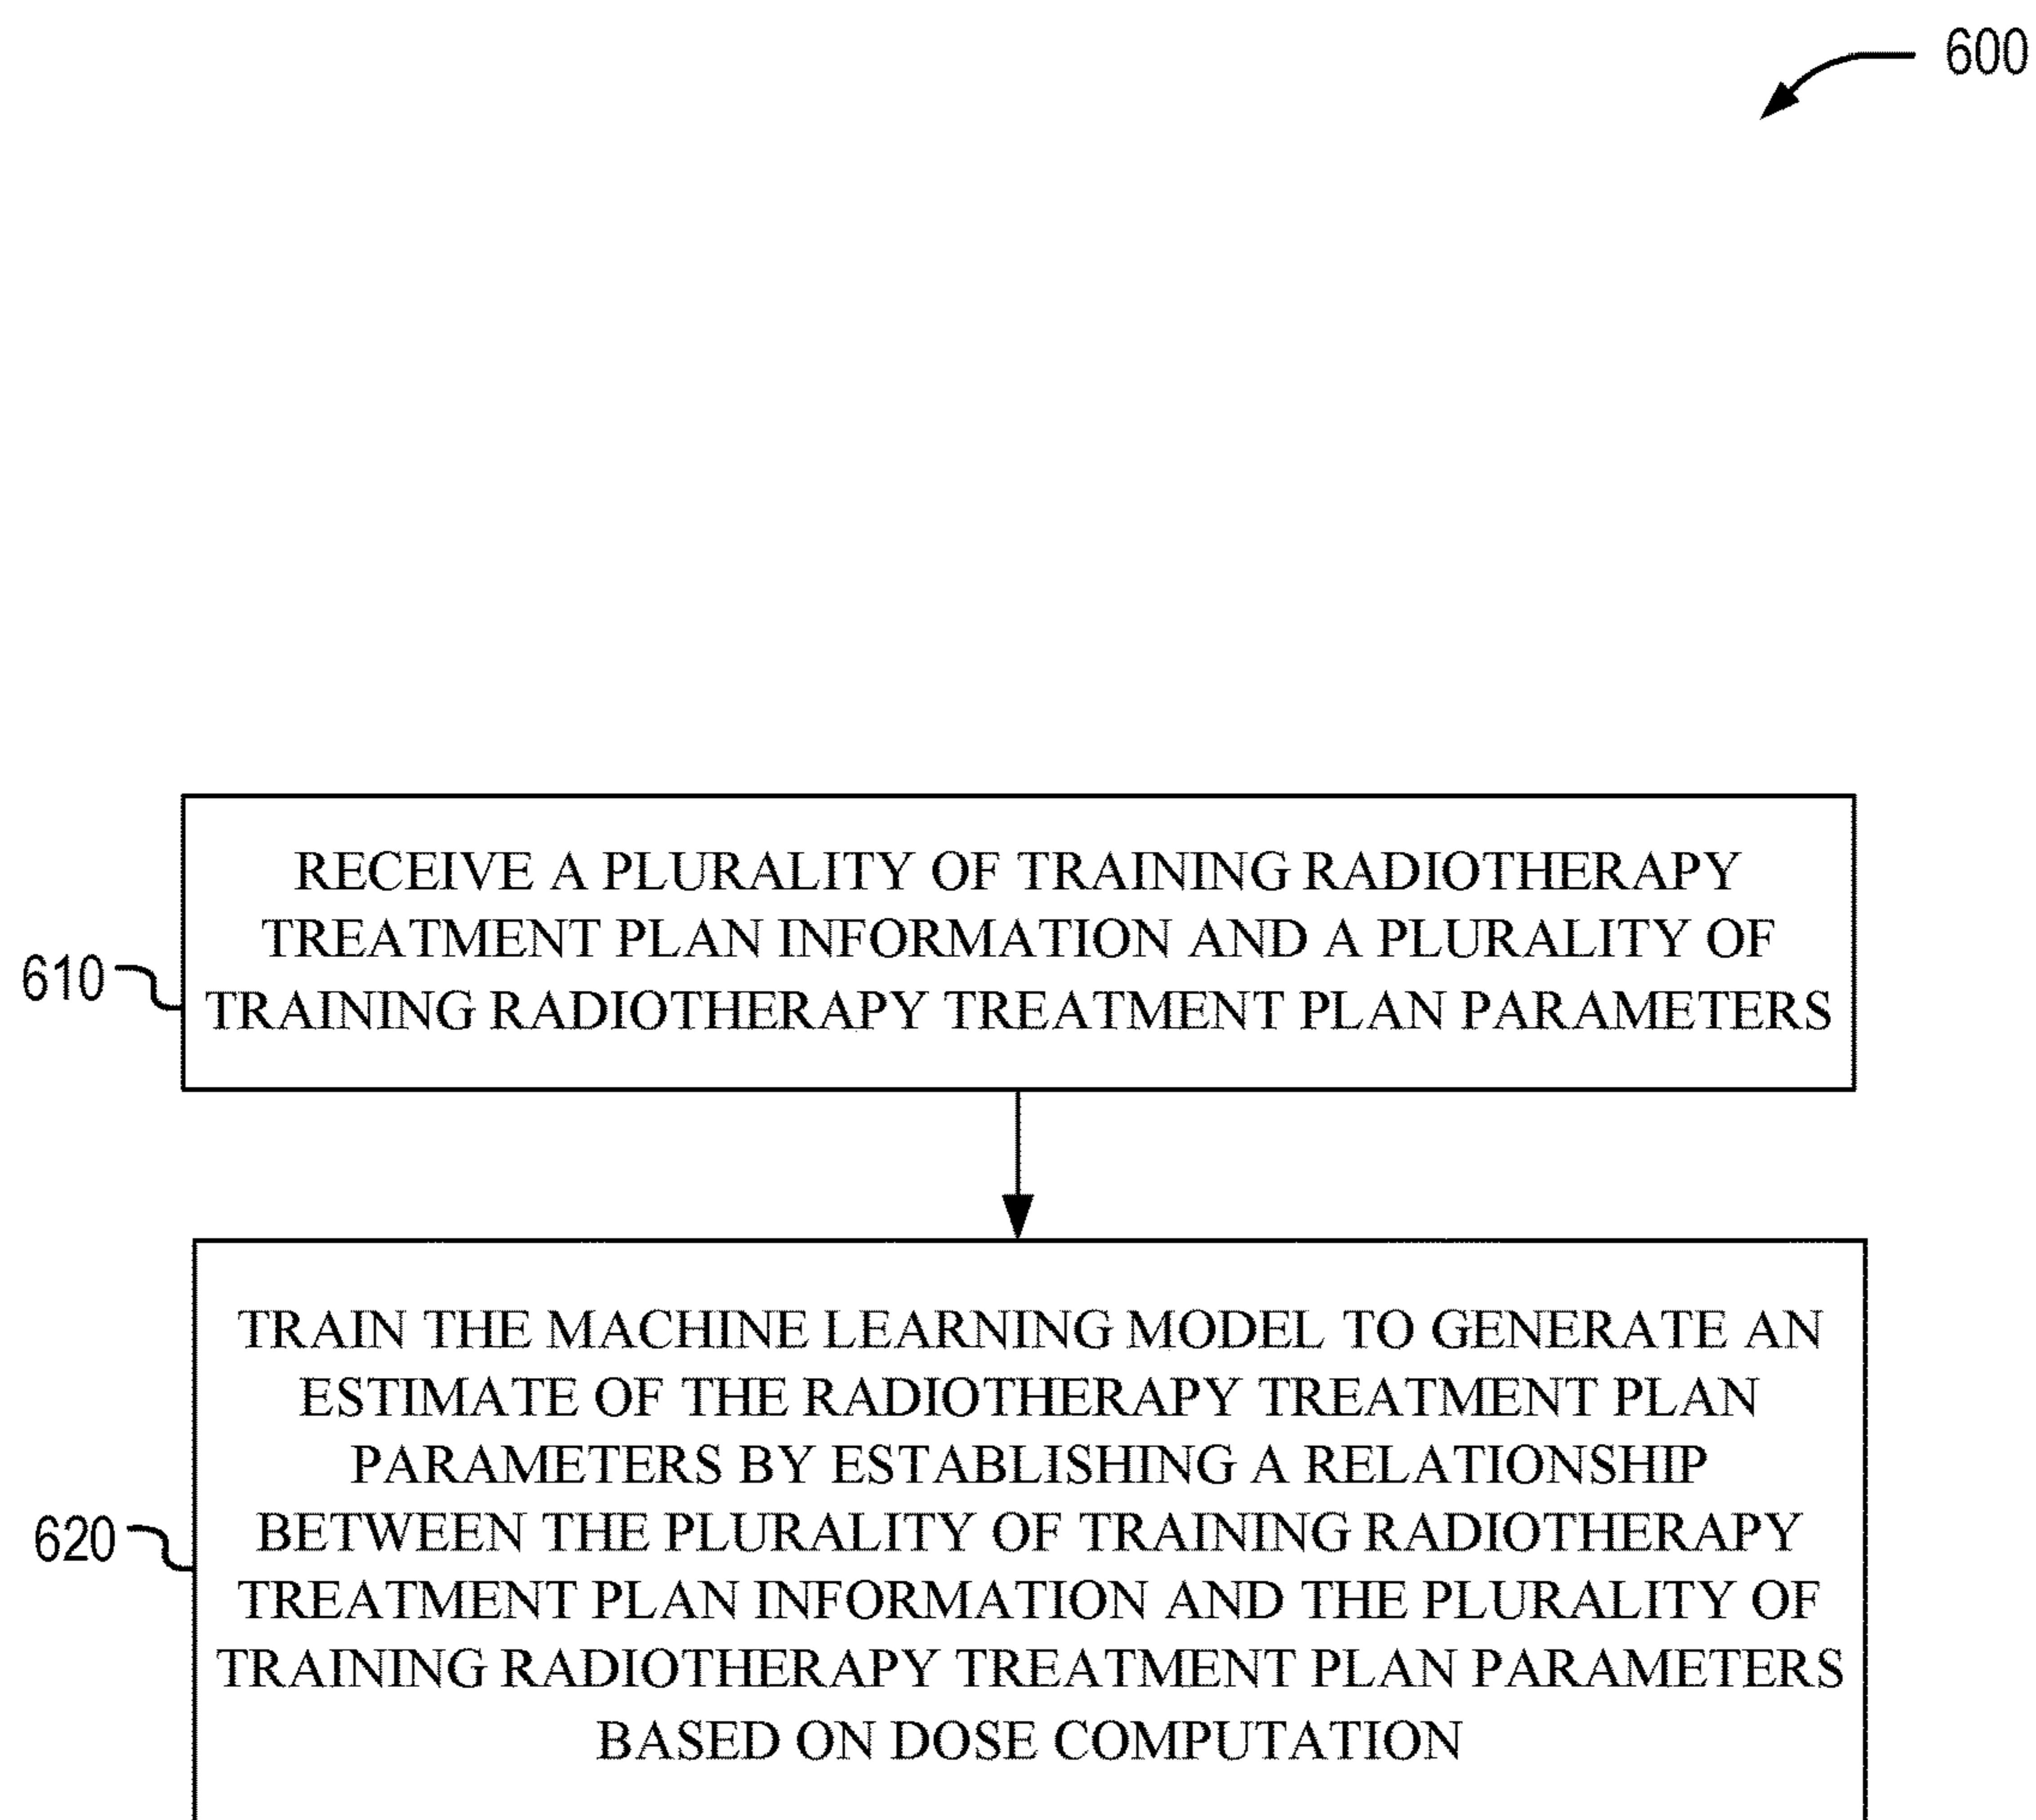 600
RECEIVE A PLURALITY OF TRAINING RADIOTHERAPY
TREATMENT PLAN INFORMATION AND A PLURALITY OF
610
TRAINING RADIOTHERAPY TREATMENT PLAN PARAMETERS
TRAIN THE MACHINE LEARNING MODEL TO GENERATE AN
ESTIMATE OF THE RADIOTHERAPY TREATMENT PLAN
PARAMETERS BY ESTABLISHING A RELATIONSHIP
BETWEEN THE PLURALITY OF TRAINING RADIOTHERAPY
620
TREATMENT PLAN INFORMATION AND THE PLURALITY OF
TRAINING RADIOTHERAPY TREATMENT PLAN PARAMETERS
BASED ON DOSE COMPUTATION